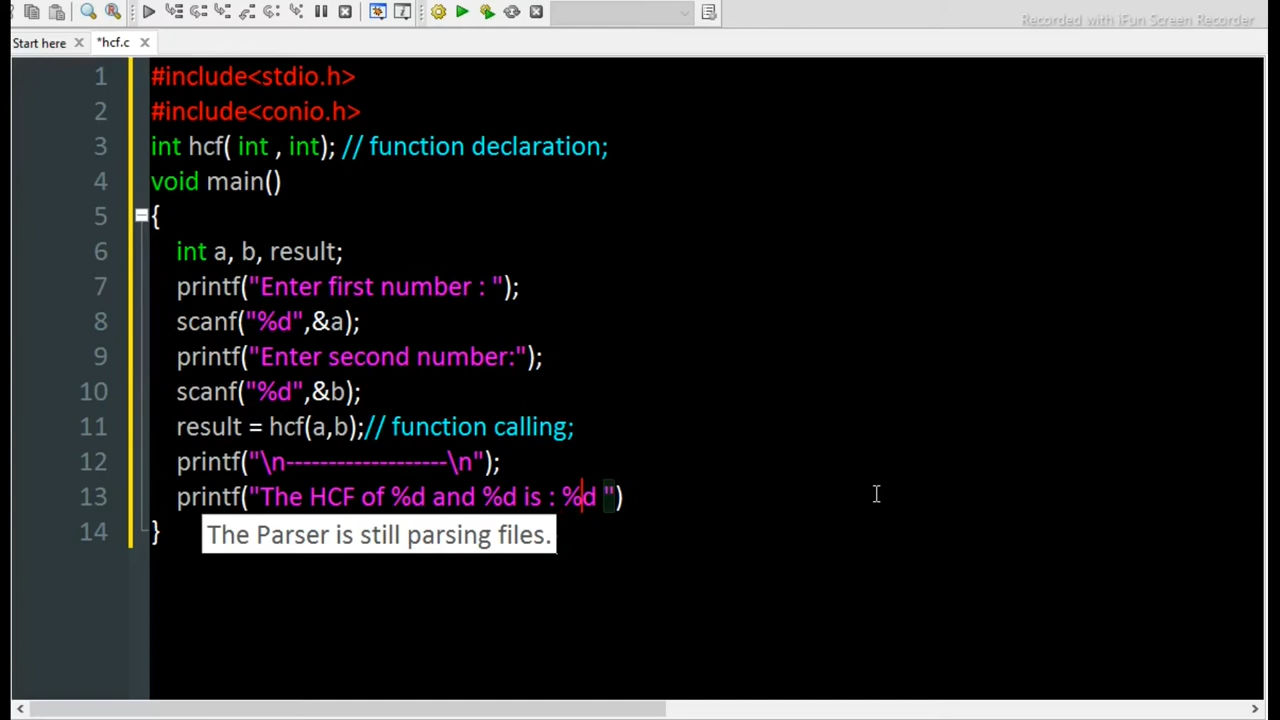 Recorded with iFun Screen Recorder
Start here *hcf.c
1 #include<stdio.h>
2 #include<conio.h>
3 int hcf( int , int); // function declaration;
4 void main()
5 {
6 int a, b, result;
7 printf("Enter first number : ");
8 scanf("%d",&a);
9 printf("Enter second number:");
10 scanf("%d",&b);
11 result = hcf(a,b);// function calling;
12 printf("\n-------------------\n");
13 printf("The HCF of %d and %d is : %d ")
The Parser is still parsing files.
14 }